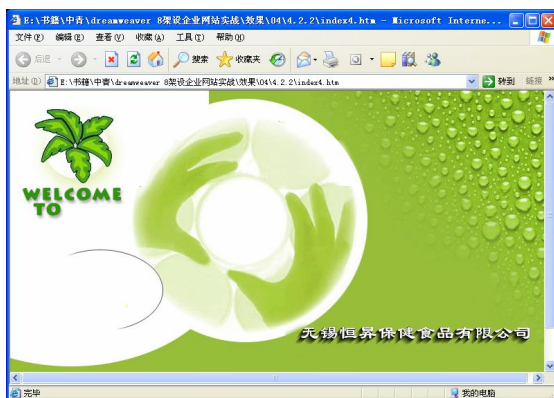 E:\书籍\中青\dreamweaver 8架设企业网站实战\效果\04\4.2.2\index4.htm - Microsoft Interne...
文件(F) 编辑(E) 查看(V) 收藏(A) 工具(T) 帮助(H)
后退 搜索 收藏夹
地址(D) E:\书籍\中青\dreamweaver 8架设企业网站实战\效果\04\4.2.2\index4.htm 转到 链接 »
WELCOME
TO
无锡恒昇保健食品有限公司
完毕 我的电脑